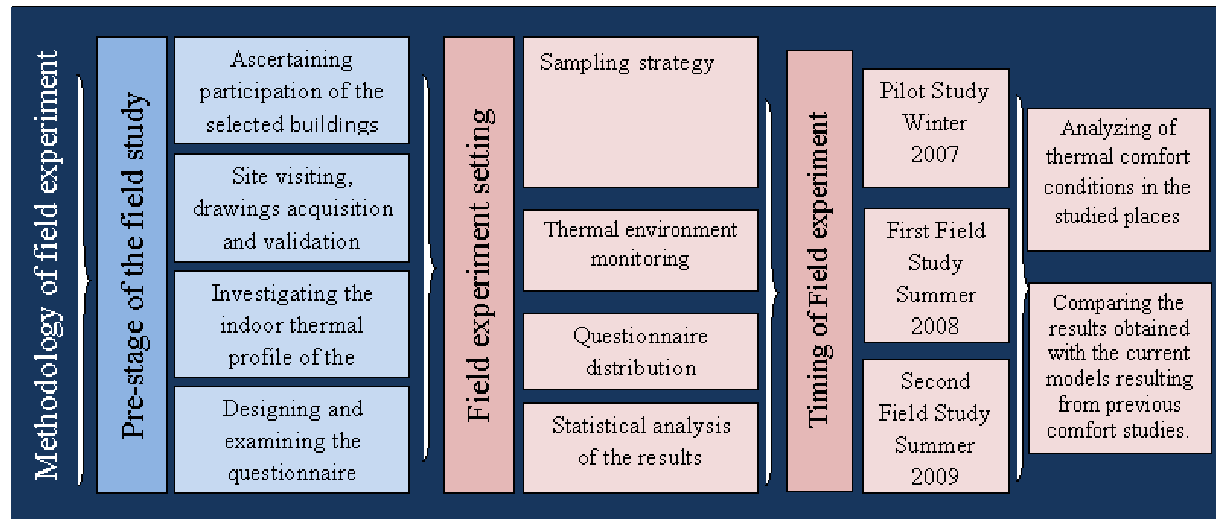 Methodology of field experiment
Pre-stage of the field study
Ascertaining
participation of the
selected buildings
Site visiting,
drawings acquisition
and validation
Investigating the
indoor thermal
profile of the
Designing and
examining the
questionnaire
Field experiment setting
Sampling strategy
Thermal environment
monitoring
Questionnaire
distribution
Statistical analysis
of the results
Timing of Field experiment
Pilot Study
Winter
2007
First Field
Study
Summer
2008
Second
Field Study
Summer
2009
Analyzing of
thermal comfort
conditions in the
studied places
Comparing the
results obtained
with the current
models resulting
from previous
comfort studies.